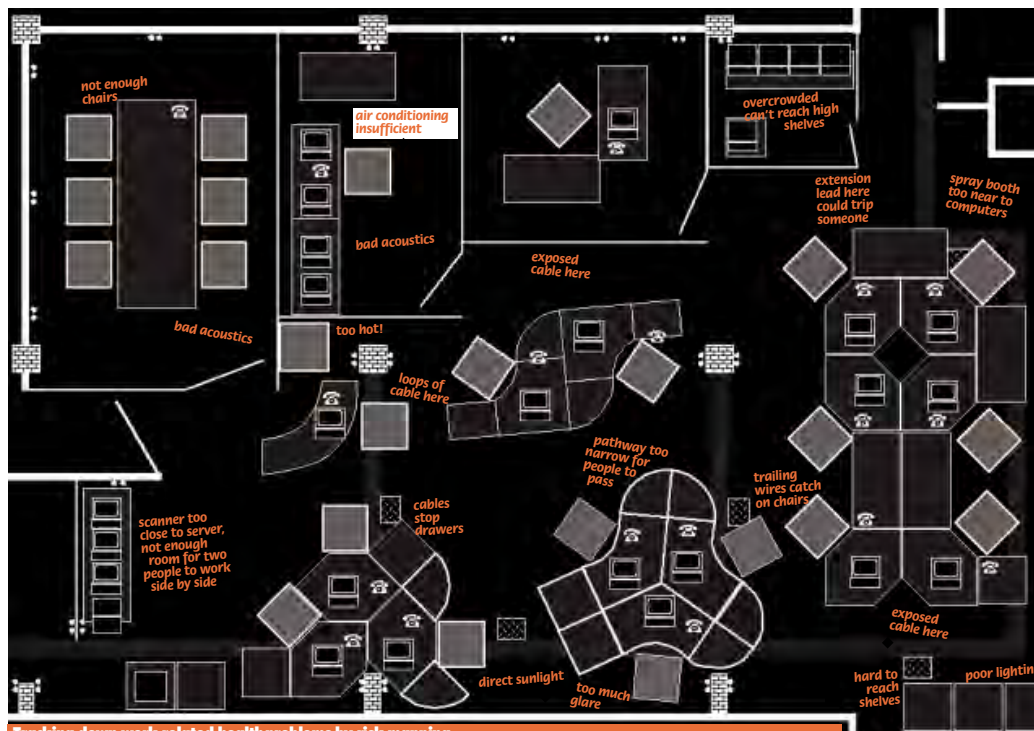 not enough
chairs
air conditioning
insufficient
overcrowded
can't reach high
shelves
extension
lead here
could trip
someone
spray booth
too near to
computers
bad acoustics
exposed
cable here
bad acoustics
too hot!
loops of
cable here
pathway too
narrow for
people to
pass
trailing
wires catch
on chairs
cables
stop
drawers
scanner too
close to server,
not enough
room for two
people to work
side by side
exposed
cable here
direct sunlight
too much
glare
hard to
reach
shelves
poor lightin